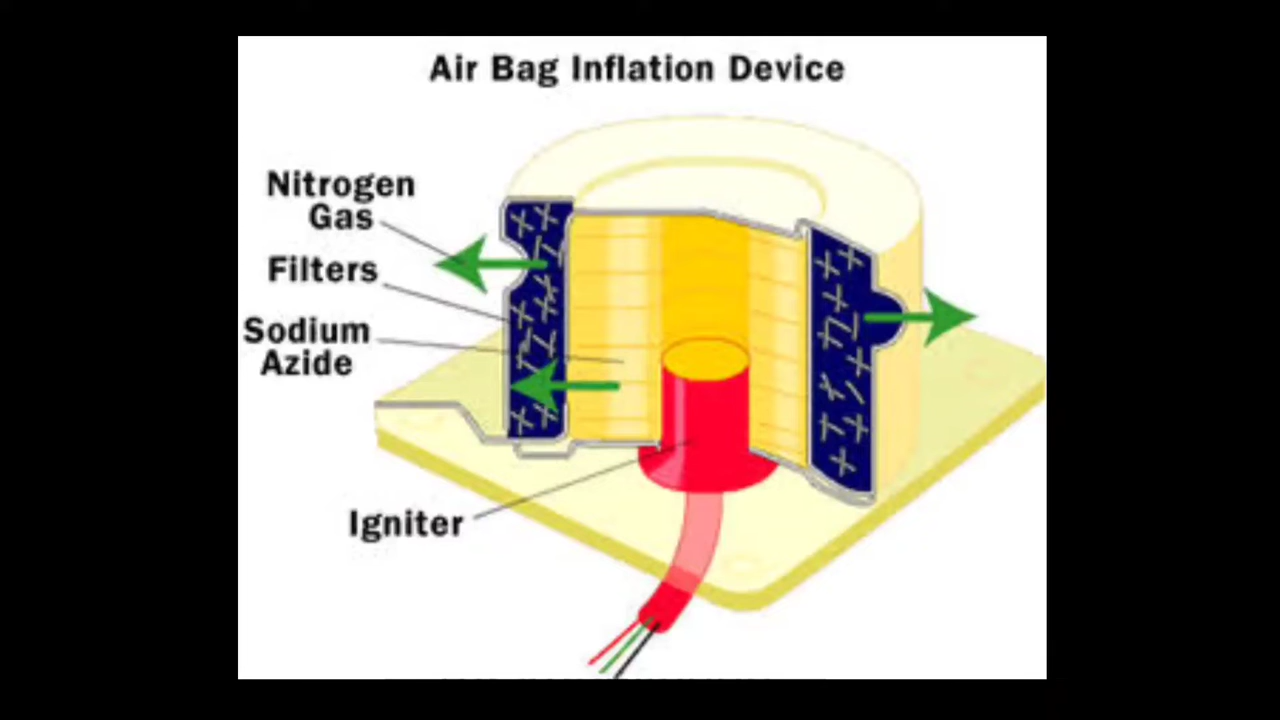 Air Bag Inflation Device
Nitrogen
Gas
Filters
Sodium
Azide
Igniter